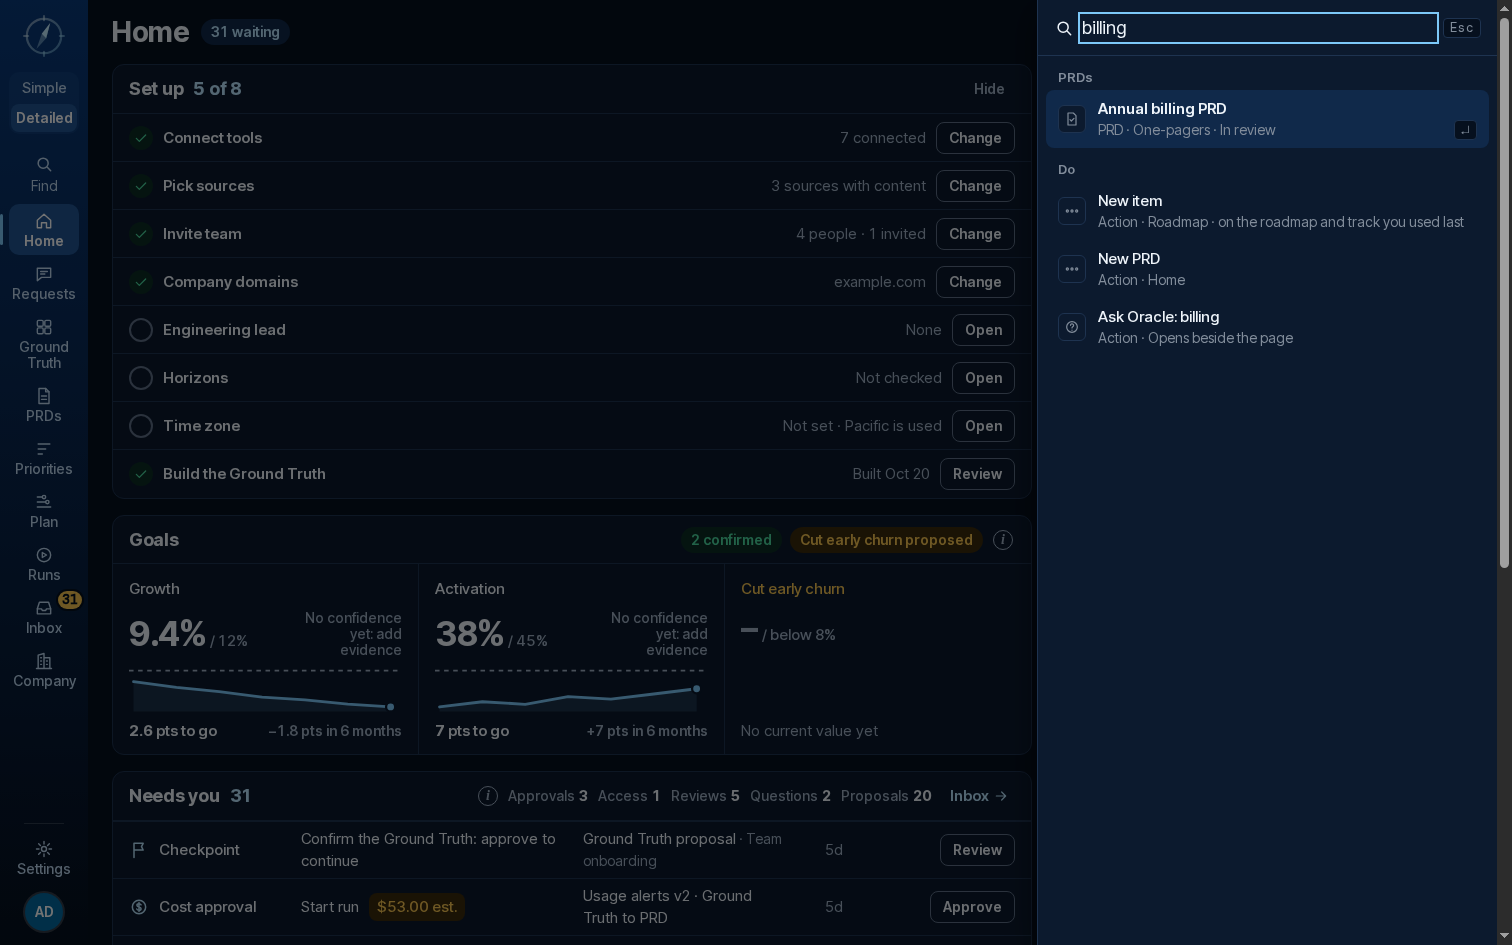 Simple
Detailed
Find
Home
Requests
Ground
Truth
PRDs
Priorities
Plan
Runs
31
Inbox
Company
Settings
AD
Home 31 waiting
Set up 5 of 8 Hide
Connect tools 7 connected Change
Pick sources 3 sources with content Change
Invite team 4 people · 1 invited Change
Company domains example.com Change
Engineering lead None Open
Horizons Not checked Open
Time zone Not set · Pacific is used Open
Build the Ground Truth Built Oct 20 Review
Goals 2 confirmed Cut early churn proposed i
Growth
9.4% / 12%
No confidence
yet: add
evidence
2.6 pts to go −1.8 pts in 6 months
Activation
38% / 45%
No confidence
yet: add
evidence
7 pts to go +7 pts in 6 months
Cut early churn
– / below 8%
No current value yet
Needs you 31 i Approvals 3 Access 1 Reviews 5 Questions 2 Proposals 20 Inbox →
Checkpoint
Confirm the Ground Truth: approve to
continue
Ground Truth proposal · Team
onboarding
5d Review
Cost approval
Start run $53.00 est.
Usage alerts v2 · Ground
Truth to PRD
5d Approve
billing Esc
PRDs
Annual billing PRD
PRD · One-pagers · In review
Do
New item
Action · Roadmap · on the roadmap and track you used last
New PRD
Action · Home
Ask Oracle: billing
Action · Opens beside the page